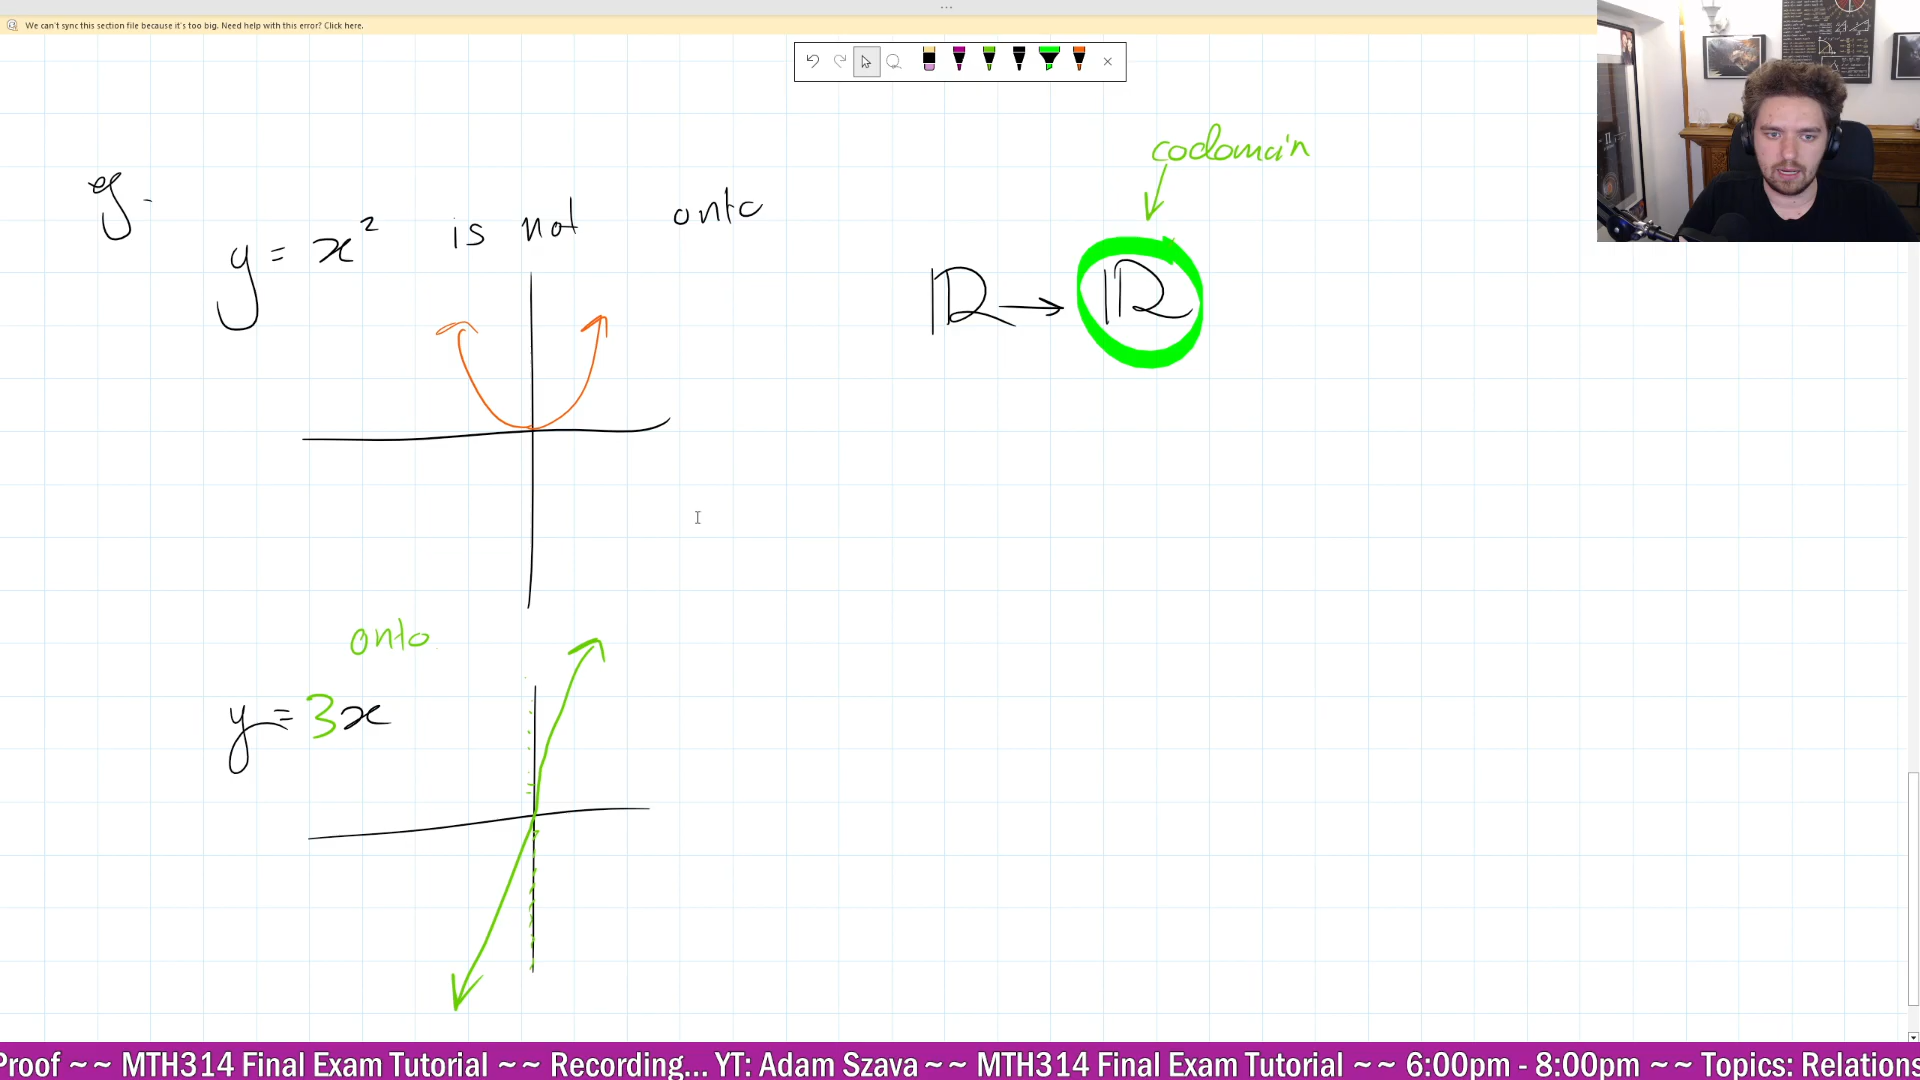 We can't sync this section file because it's too big. Need help with this error? Click here.
codomain
eg.
y = x² is not onto
ℝ → ℝ
onto
y = 3x
Proof ~ ~ MTH314 Final Exam Tutorial ~ ~ Recording... YT: Adam Szava ~ ~ MTH314 Final Exam Tutorial ~ ~ 6:00pm - 8:00pm ~ ~ Topics: Relations